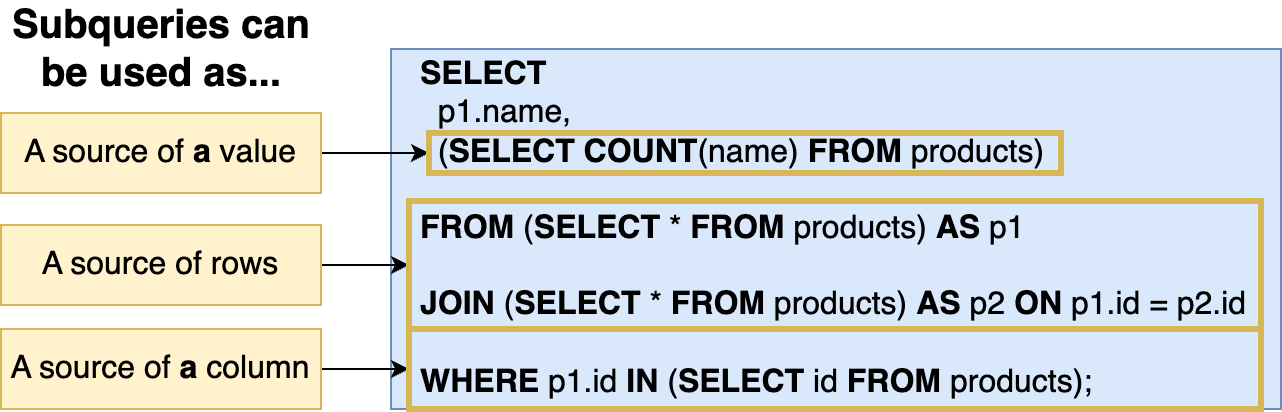 Subqueries can
be used as...
A source of a value
A source of rows
A source of a column
SELECT
p1.name,
(SELECT COUNT(name) FROM products)
FROM (SELECT * FROM products) AS p1
JOIN (SELECT * FROM products) AS p2 ON p1.id = p2.id
WHERE p1.id IN (SELECT id FROM products);